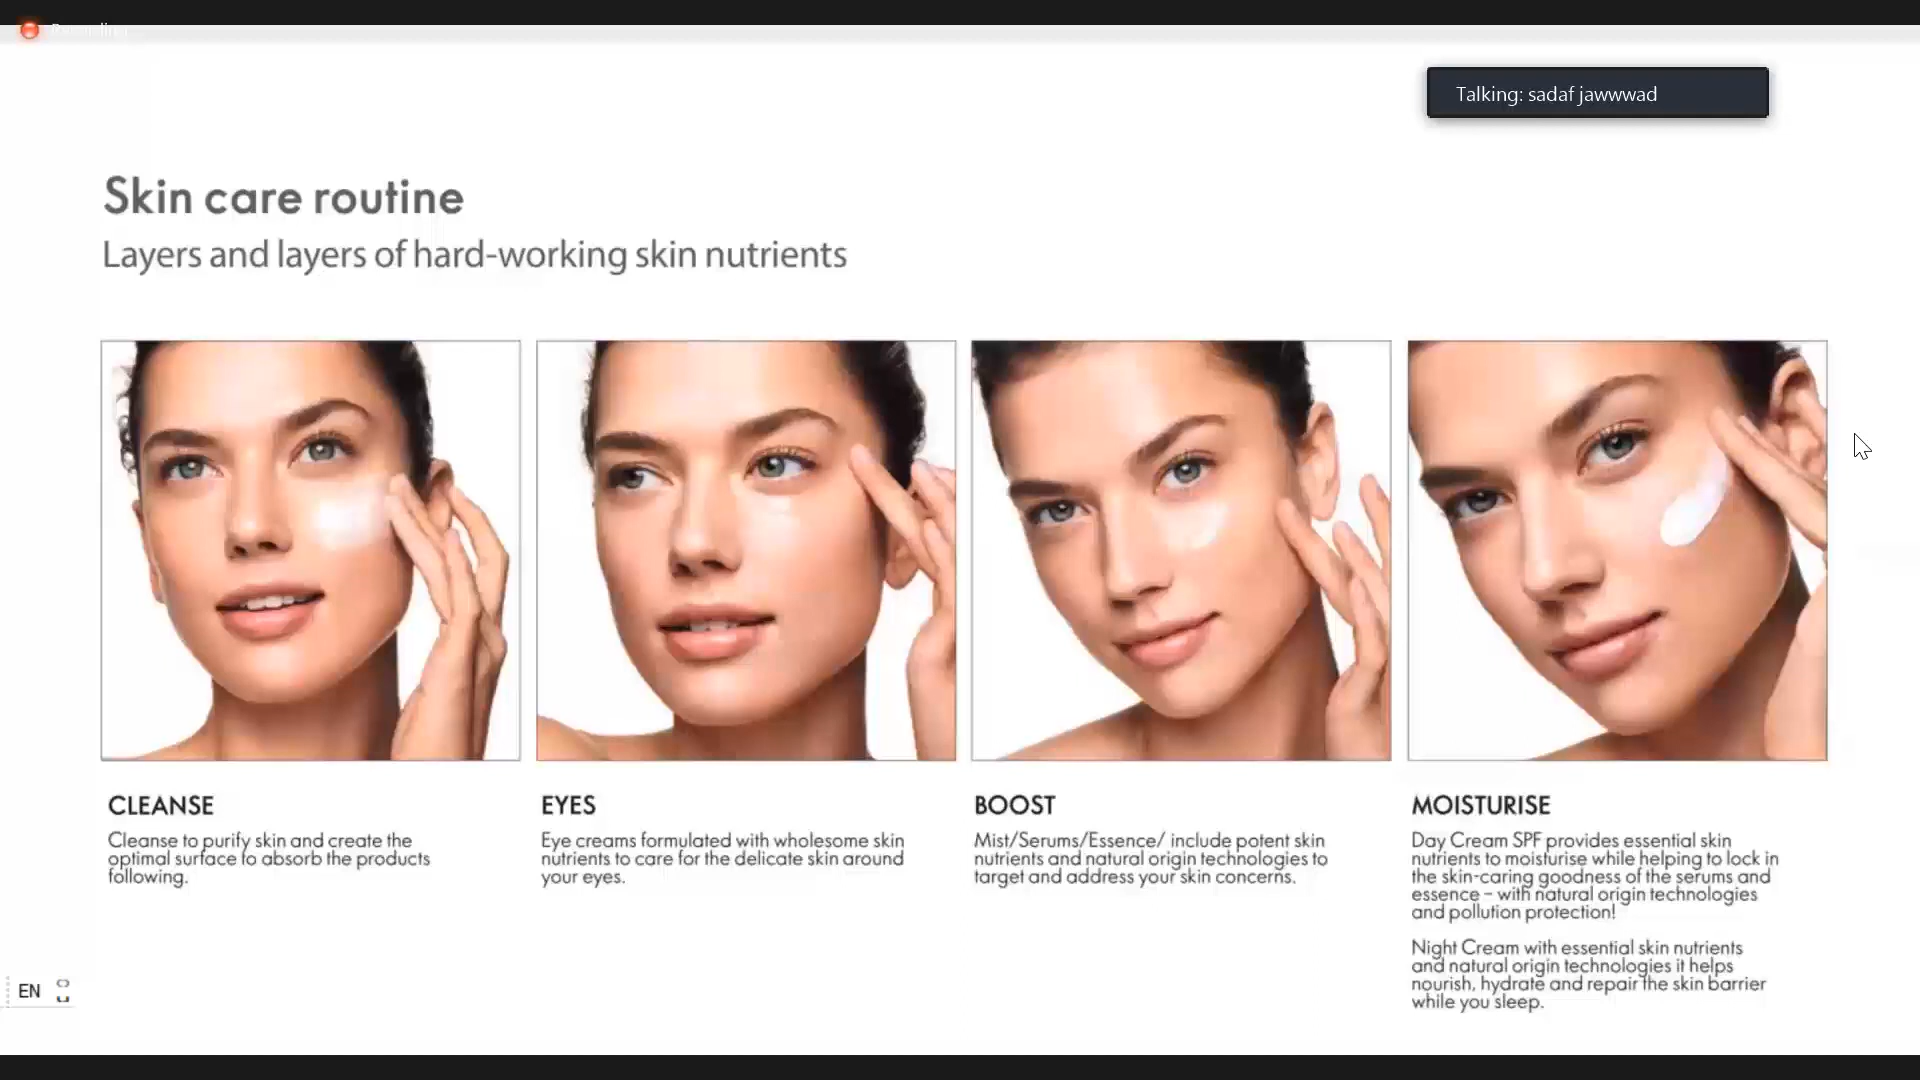 Recording...
Talking: sadaf jawwwad
Skin care routine
Layers and layers of hard-working skin nutrients
CLEANSE
Cleanse to purify skin and create the
optimal surface to absorb the products
following.
EYES
Eye creams formulated with wholesome skin
nutrients to care for the delicate skin around
your eyes.
BOOST
Mist/Serums/Essence/ include potent skin
nutrients and natural origin technologies to
target and address your skin concerns.
MOISTURISE
Day Cream SPF provides essential skin
nutrients to moisturise while helping to lock in
the skin-caring goodness of the serums and
essence – with natural origin technologies
and pollution protection!
Night Cream with essential skin nutrients
and natural origin technologies it helps
nourish, hydrate and repair the skin barrier
while you sleep.
EN